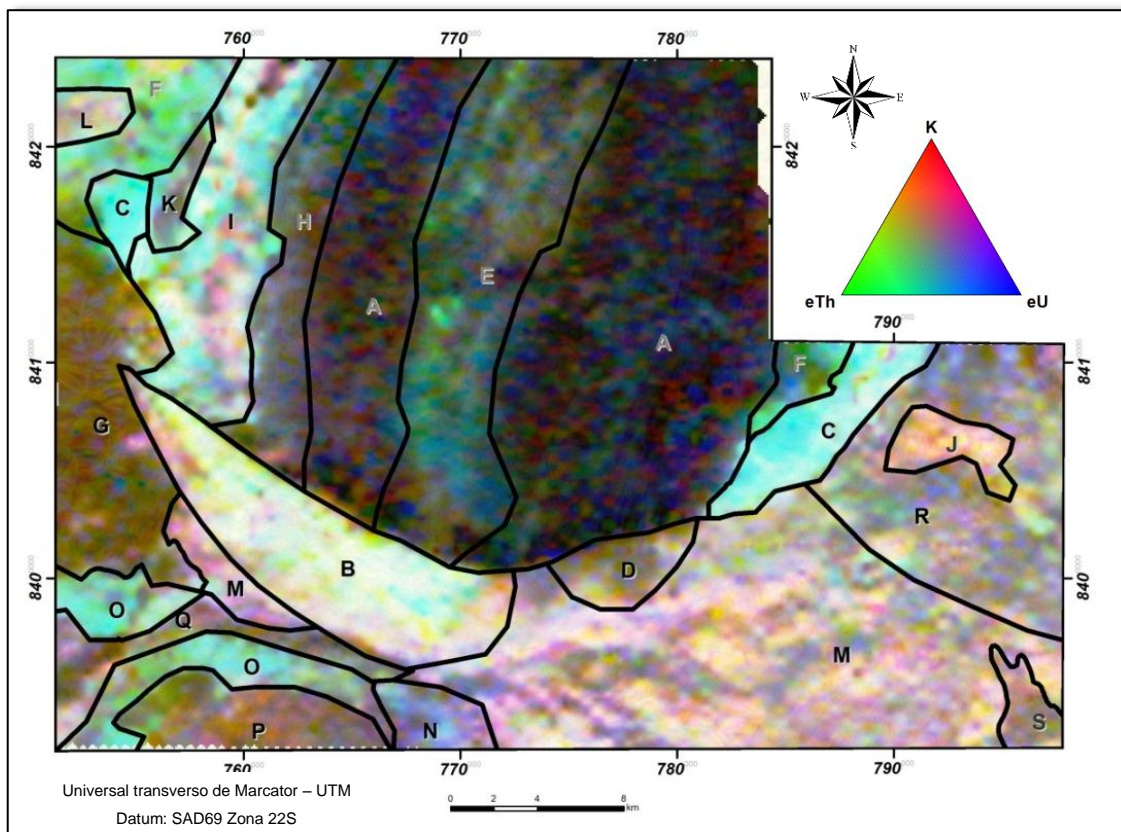 760 770 780
N
W E
S
K
eTh eU
F
L
842 842
C K I H
E
A
A
790
841 841
F
G
C
J
R
B
D
840 840
M
O
Q
M
O
S
P N
760 770 780 790
Universal transverso de Marcator – UTM
Datum: SAD69 Zona 22S
0 2 4 8
km